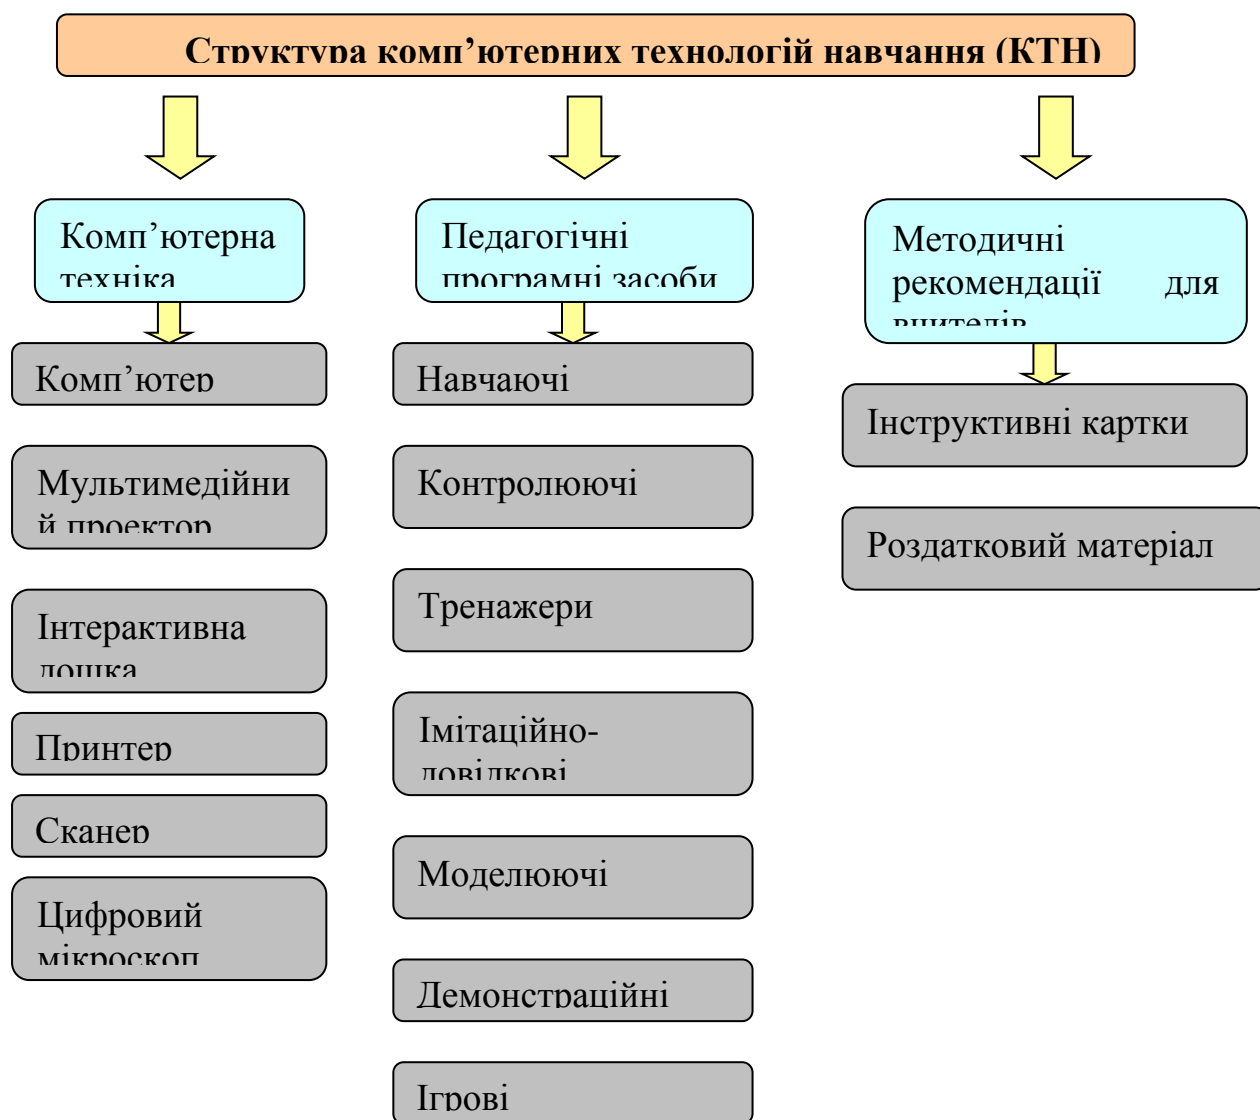 Структура комп’ютерних технологій навчання (КТН)
Комп’ютерна
техніка
Педагогічні
програмні засоби
Методичні
рекомендації для
вчителів
Комп’ютер
Мультимедійни
й проектор
Інтерактивна
дошка
Принтер
Сканер
Цифровий
мікроскоп
Навчаючі
Контролюючі
Тренажери
Імітаційно-
довідкові
Моделюючі
Демонстраційні
Ігрові
Інструктивні картки
Роздатковий матеріал